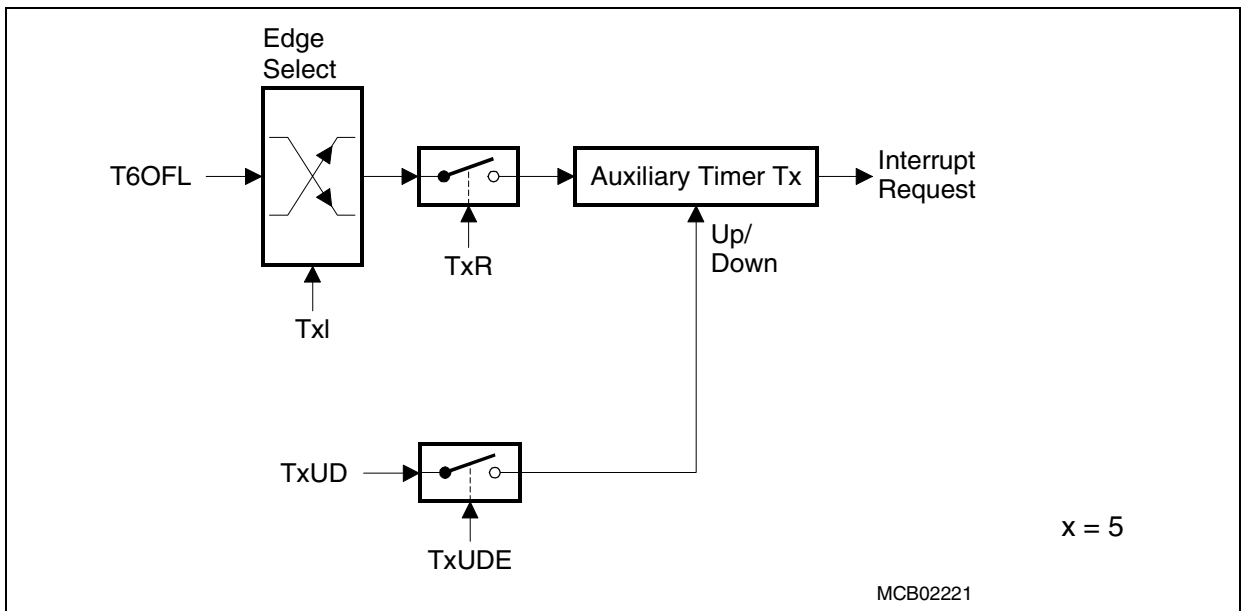 Edge
Select
T6OFL
Auxiliary Timer Tx
Interrupt
Request
TxR
Up/
Down
TxI
TxUD
TxUDE
x = 5
MCB02221